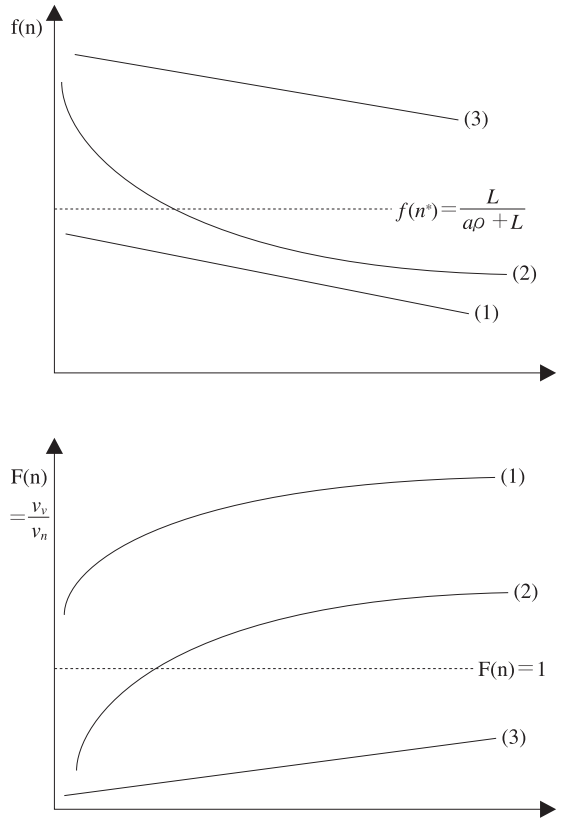 f(n)
(3)
f(n*)=L/(aρ+L)
(2)
(1)
F(n)
=v_v/v_n
(1)
(2)
F(n)=1
(3)